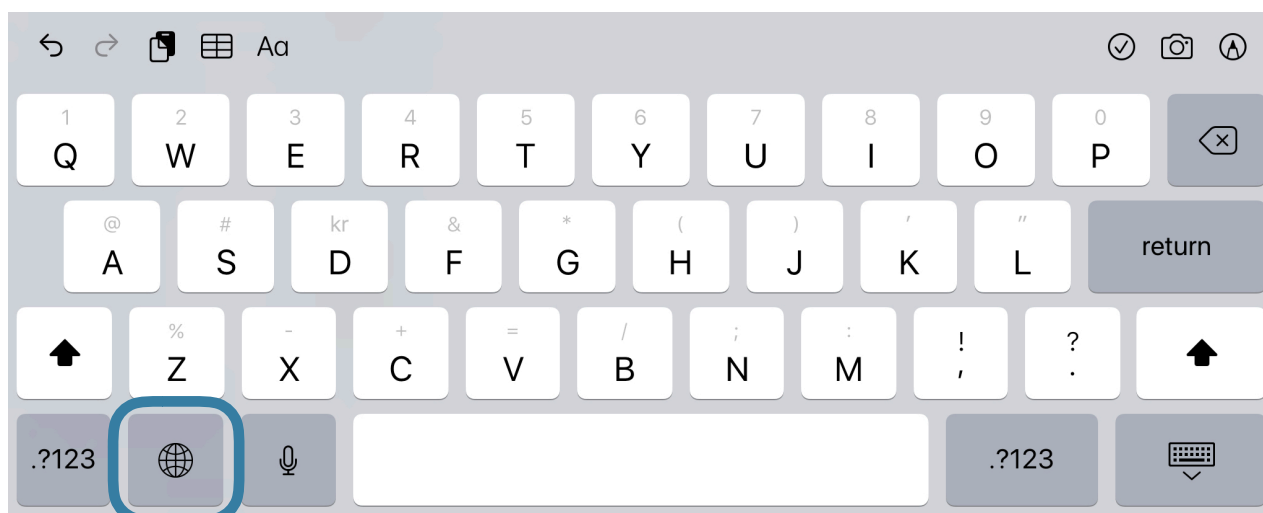 Aa
1 2 3 4 5 6 7 8 9 0
Q W E R T Y U I O P
@ # kr & * ( ) ' "
A S D F G H J K L return
% - + = / ; : ! ?
Z X C V B N M , .
.?123 .?123